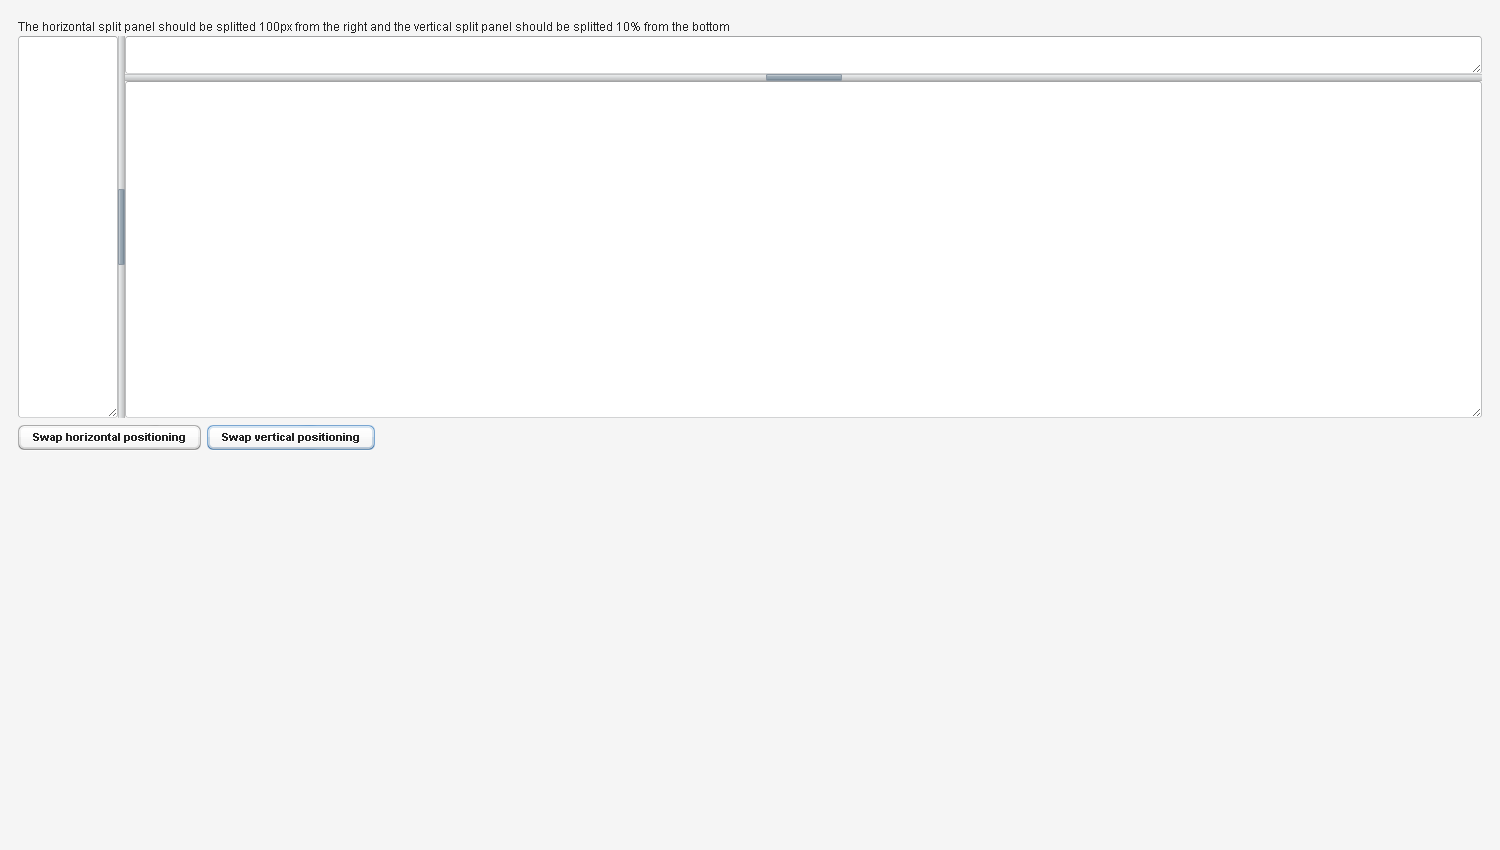 The horizontal split panel should be splitted 100px from the right and the vertical split panel should be splitted 10% from the bottom
Swap horizontal positioning
Swap vertical positioning